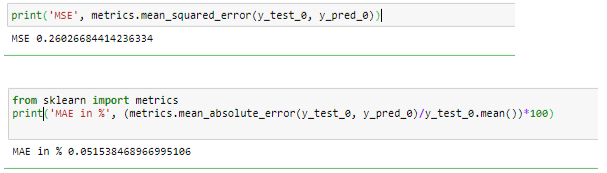 print('MSE', metrics.mean_squared_error(y_test_0, y_pred_0))
MSE 0.26026684414236334
from sklearn import metrics
print('MAE in %', (metrics.mean_absolute_error(y_test_0, y_pred_0)/y_test_0.mean())*100)
MAE in % 0.051538468966995106